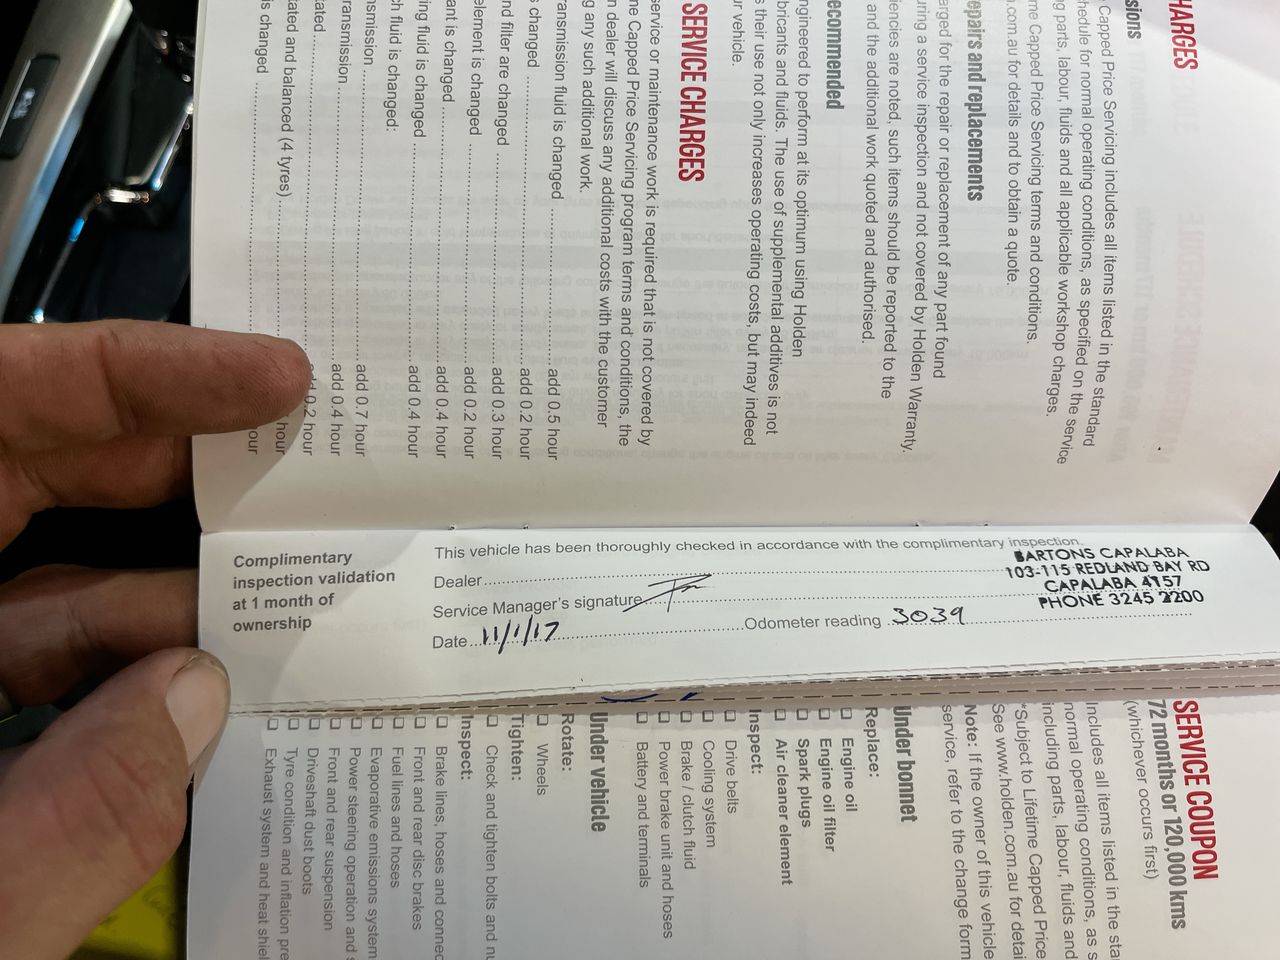 HARGES
sions
Capped Price Servicing includes all items listed in the standard
hedule for normal operating conditions, as specified on the service
g parts, labour, fluids and all applicable workshop charges.
me Capped Price Servicing terms and conditions.
.com.au for details and to obtain a quote.
epairs and replacements
arged for the repair or replacement of any part found
uring a service inspection and not covered by Holden Warranty.
iencies are noted, such items should be reported to the
and the additional work quoted and authorised.
ecommended
ngineered to perform at its optimum using Holden
bricants and fluids. The use of supplemental additives is not
s their use not only increases operating costs, but may indeed
ur vehicle.
SERVICE CHARGES
service or maintenance work is required that is not covered by
me Capped Price Servicing program terms and conditions, the
n dealer will discuss any additional costs with the customer
g any such additional work.
ransmission fluid is changed ........ add 0.5 hour
s changed ........ add 0.2 hour
nd filter are changed ........ add 0.3 hour
element is changed ........ add 0.2 hour
ant is changed ........ add 0.4 hour
ing fluid is changed ........ add 0.4 hour
ch fluid is changed:
nsmission ........ add 0.7 hour
ransmission ........ add 0.4 hour
tated ........ add 0.2 hour
tated and balanced (4 tyres) ........ hour
is changed ........ our
Complimentary
inspection validation
at 1 month of
ownership
This vehicle has been thoroughly checked in accordance with the complimentary inspection.
Dealer
BARTONS CAPALABA
103-115 REDLAND BAY RD
CAPALABA 4157
PHONE 3245 2200
Service Manager's signature
Date 11/1/17 Odometer reading 3039
SERVICE COUPON
72 months or 120,000 kms
(whichever occurs first)
Includes all items listed in the sta
normal operating conditions, as s
including parts, labour, fluids and
*Subject to Lifetime Capped Price
See www.holden.com.au for detai
Note: If the owner of this vehicle
service, refer to the change form
Under bonnet
Replace:
Engine oil
Engine oil filter
Spark plugs
Air cleaner element
Inspect:
Drive belts
Cooling system
Brake / clutch fluid
Power brake unit and hoses
Battery and terminals
Under vehicle
Rotate:
Wheels
Tighten:
Check and tighten bolts and nu
Inspect:
Brake lines, hoses and connec
Front and rear disc brakes
Fuel lines and hoses
Evaporative emissions system
Power steering operation and s
Front and rear suspension
Driveshaft dust boots
Tyre condition and inflation pre
Exhaust system and heat shiel